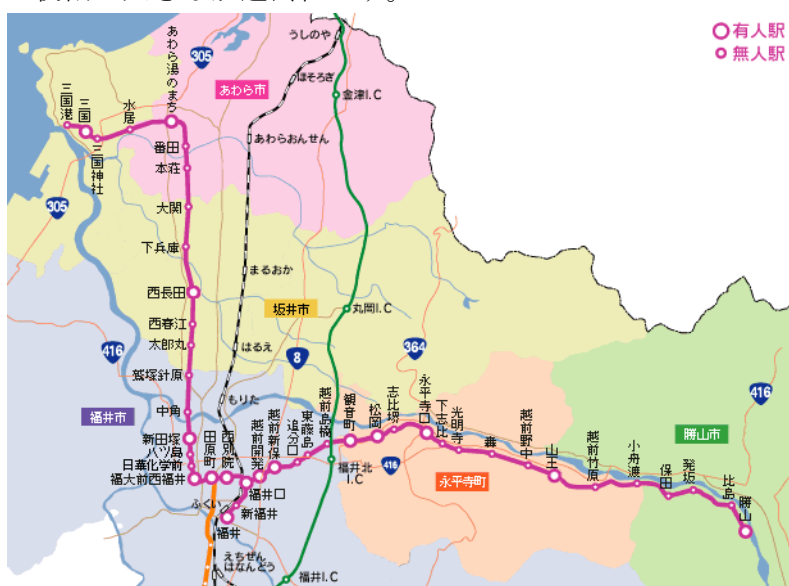 有人駅
無人駅
うしのや
あわら湯のまち
305
ほそろぎ
あわら市
金津I.C
三国港
三国
水居
三国神社
番田
あわらおんせん
本荘
305
大関
下兵庫
まるおか
西長田
坂井市
丸岡I.C
西春江
太郎丸
はるえ
416
8
364
鷲塚針原
416
もりた
中角
福井市
新田塚
八ツ島
日華化学前
福大前西福井
田原町
西別院
越前開発
越前新保
追分口
東藤島
越前島橋
観音町
松岡
志比堺
永平寺口
下志比
光明寺
轟
越前野中
山王
越前竹原
小舟渡
保田
発坂
比島
勝山
勝山市
福井北
I.C
416
永平寺町
福井口
ふくい
新福井
福井
えちぜん
はなんどう
福井I.C